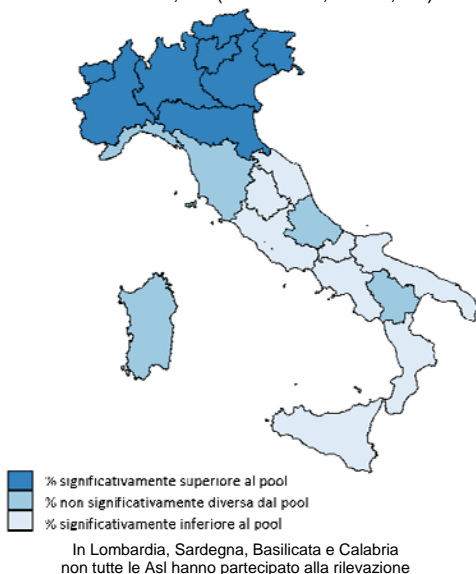 % significativamente superiore al pool
% non significativamente diversa dal pool
% significativamente inferiore al pool
In Lombardia, Sardegna, Basilicata e Calabria
non tutte le Asl hanno partecipato alla rilevazione